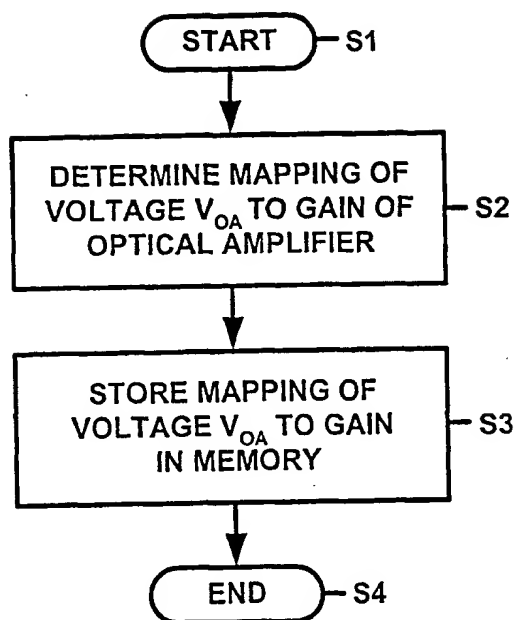 START S1
DETERMINE MAPPING OF
VOLTAGE V_OA TO GAIN OF
OPTICAL AMPLIFIER
S2
STORE MAPPING OF
VOLTAGE V_OA TO GAIN
IN MEMORY
S3
END S4